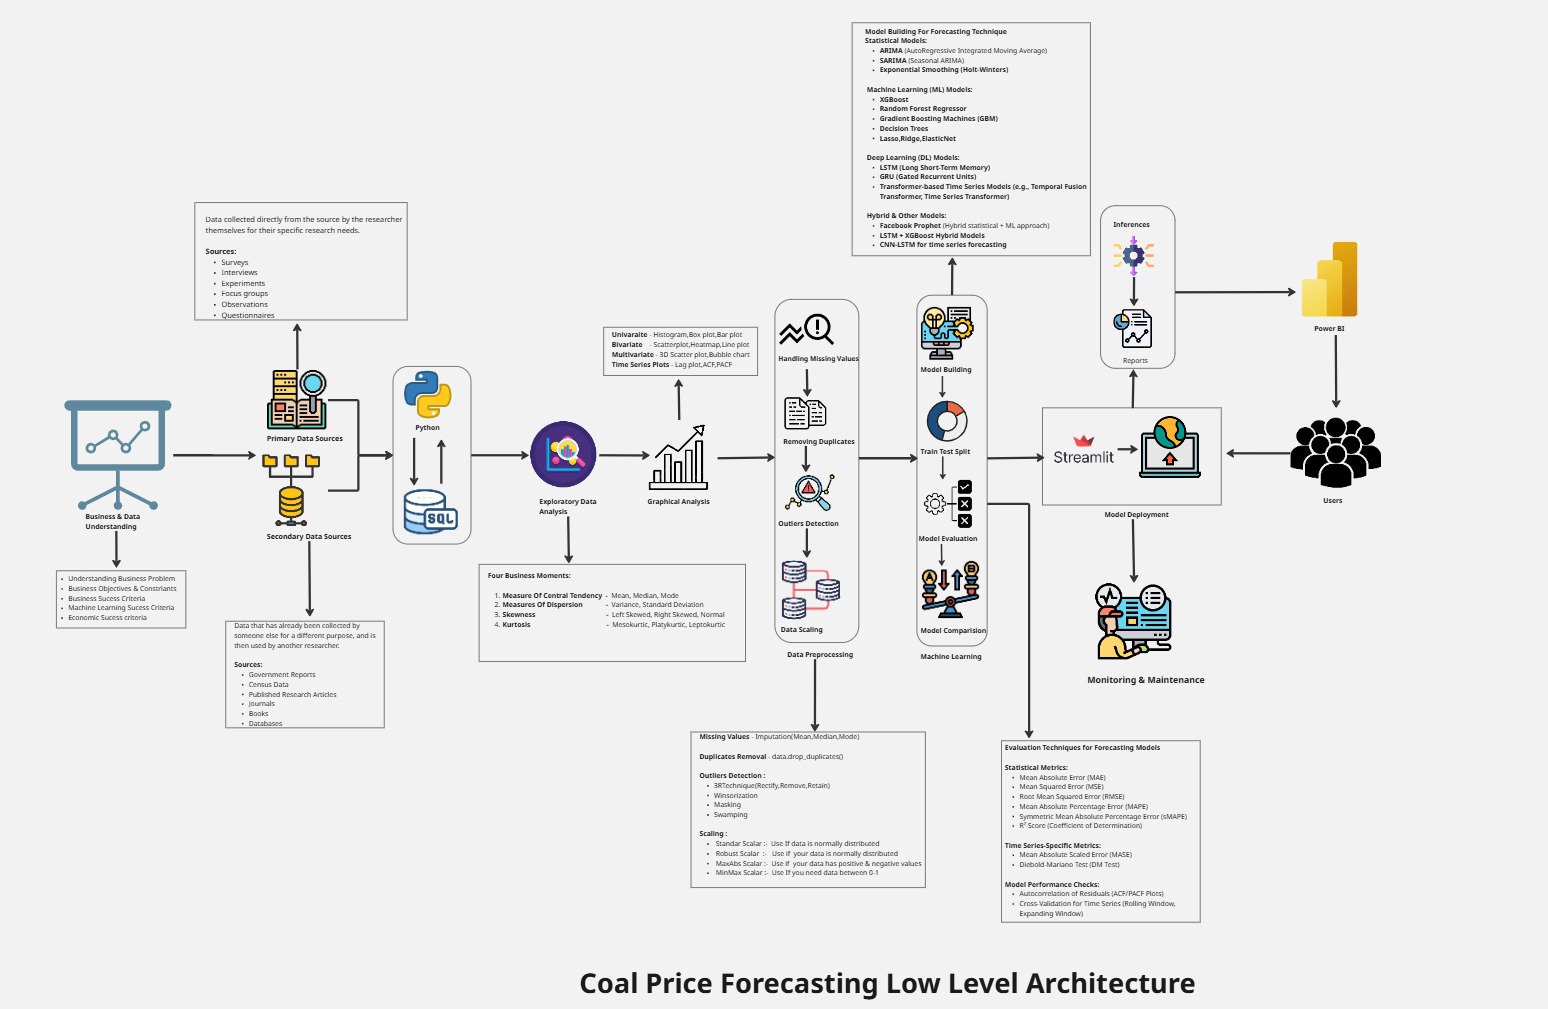 Model Building For Forecasting Technique
Statistical Models:
• ARIMA (AutoRegressive Integrated Moving Average)
• SARIMA (Seasonal ARIMA)
• Exponential Smoothing (Holt-Winters)
Machine Learning (ML) Models:
• XGBoost
• Random Forest Regressor
• Gradient Boosting Machines (GBM)
• Decision Trees
• Lasso,Ridge,ElasticNet
Deep Learning (DL) Models:
• LSTM (Long Short-Term Memory)
• GRU (Gated Recurrent Units)
• Transformer-based Time Series Models (e.g., Temporal Fusion
Transformer, Time Series Transformer)
Hybrid & Other Models:
• Facebook Prophet (Hybrid statistical + ML approach)
• LSTM + XGBoost Hybrid Models
• CNN-LSTM for time series forecasting
Data collected directly from the source by the researcher
themselves for their specific research needs.
Sources:
• Surveys
• Interviews
• Experiments
• Focus groups
• Observations
• Questionnaires
Primary Data Sources
Secondary Data Sources
Business & Data
Understanding
• Understanding Business Problem
• Business Objectives & Constriants
• Business Sucess Criteria
• Machine Learning Sucess Criteria
• Economic Sucess criteria
Data that has already been collected by
someone else for a different purpose, and is
then used by another researcher.
Sources:
• Government Reports
• Census Data
• Published Research Articles
• Journals
• Books
• Databases
Python
SQL
Exploratory Data
Analysis
Univaraite - Histogram,Box plot,Bar plot
Bivariate - Scatterplot,Heatmap,Line plot
Multivariate - 3D Scatter plot,Bubble chart
Time Series Plots - Lag plot,ACF,PACF
Graphical Analysis
Four Business Moments:
1. Measure Of Central Tendency - Mean, Median, Mode
2. Measures Of Dispersion - Variance, Standard Deviation
3. Skewness - Left Skewed, Right Skewed, Normal
4. Kurtosis - Mesokurtic, Platykurtic, Leptokurtic
Handling Missing Values
Removing Duplicates
Outliers Detection
Data Scaling
Data Preprocessing
Missing Values - Imputation(Mean,Median,Mode)
Duplicates Removal - data.drop_duplicates()
Outliers Detection :
• 3RTechnique(Rectify,Remove,Retain)
• Winsorization
• Masking
• Swamping
Scaling :
• Standar Scalar :- Use If data is normally distributed
• Robust Scalar :- Use if your data is normally distributed
• MaxAbs Scalar :- Use if your data has positive & negative values
• MinMax Scalar :- Use If you need data between 0-1
Model Building
Train Test Split
Model Evaluation
A
B
Model Comparision
Machine Learning
Evaluation Techniques for Forecasting Models
Statistical Metrics:
• Mean Absolute Error (MAE)
• Mean Squared Error (MSE)
• Root Mean Squared Error (RMSE)
• Mean Absolute Percentage Error (MAPE)
• Symmetric Mean Absolute Percentage Error (sMAPE)
• R² Score (Coefficient of Determination)
Time Series-Specific Metrics:
• Mean Absolute Scaled Error (MASE)
• Diebold-Mariano Test (DM Test)
Model Performance Checks:
• Autocorrelation of Residuals (ACF/PACF Plots)
• Cross-Validation for Time Series (Rolling Window,
Expanding Window)
Inferences
Reports
Streamlit
Model Deployment
Monitoring & Maintenance
Power BI
Users
Coal Price Forecasting Low Level Architecture